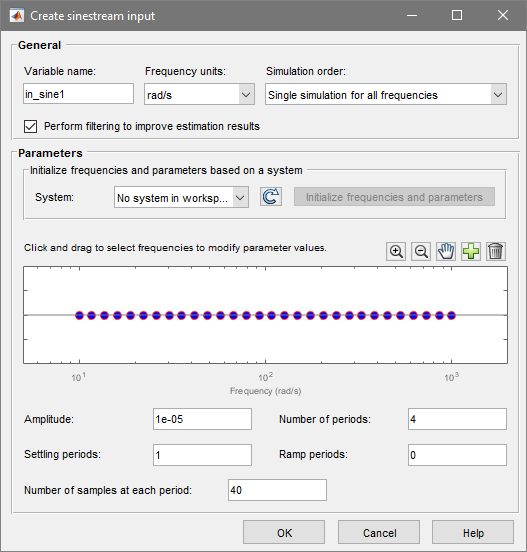 Create sinestream input
General
Variable name: Frequency units: Simulation order:
in_sine1 rad/s Single simulation for all frequencies
Perform filtering to improve estimation results
Parameters
Initialize frequencies and parameters based on a system
System: No system in worksp... Initialize frequencies and parameters
Click and drag to select frequencies to modify parameter values.
10^1 10^2 10^3
Frequency (rad/s)
Amplitude: 1e-05 Number of periods: 4
Settling periods: 1 Ramp periods: 0
Number of samples at each period: 40
OK Cancel Help